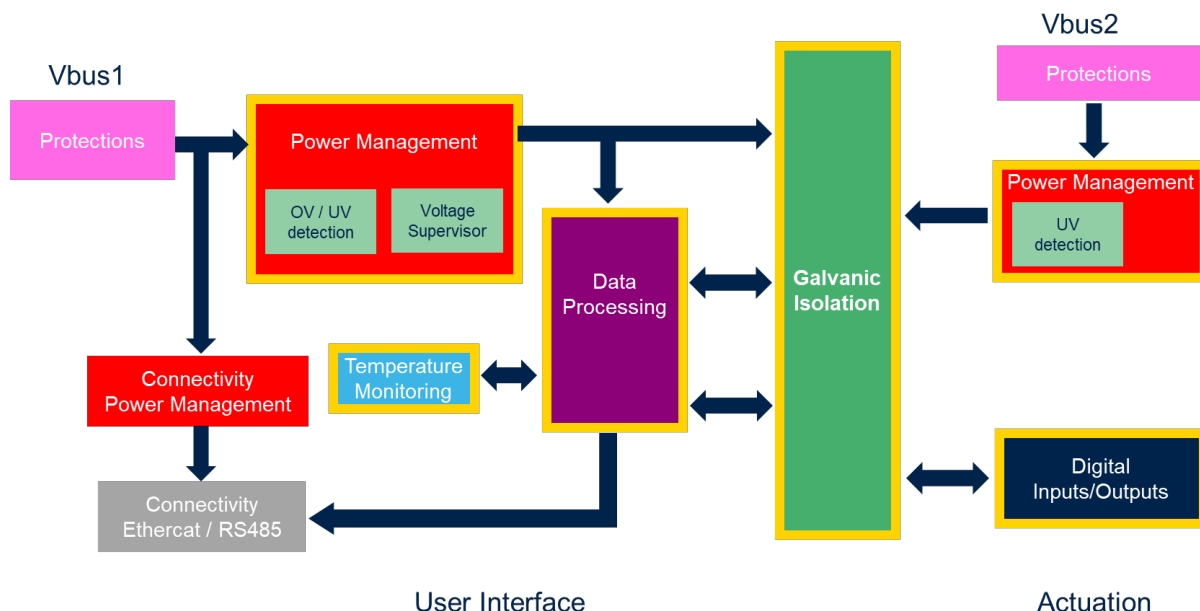 Vbus1
Protections
Power Management
OV / UV
detection
Voltage
Supervisor
Connectivity
Power Management
Connectivity
Ethercat / RS485
Temperature
Monitoring
Data
Processing
Galvanic
Isolation
Vbus2
Protections
Power Management
UV
detection
Digital
Inputs/Outputs
User Interface
Actuation